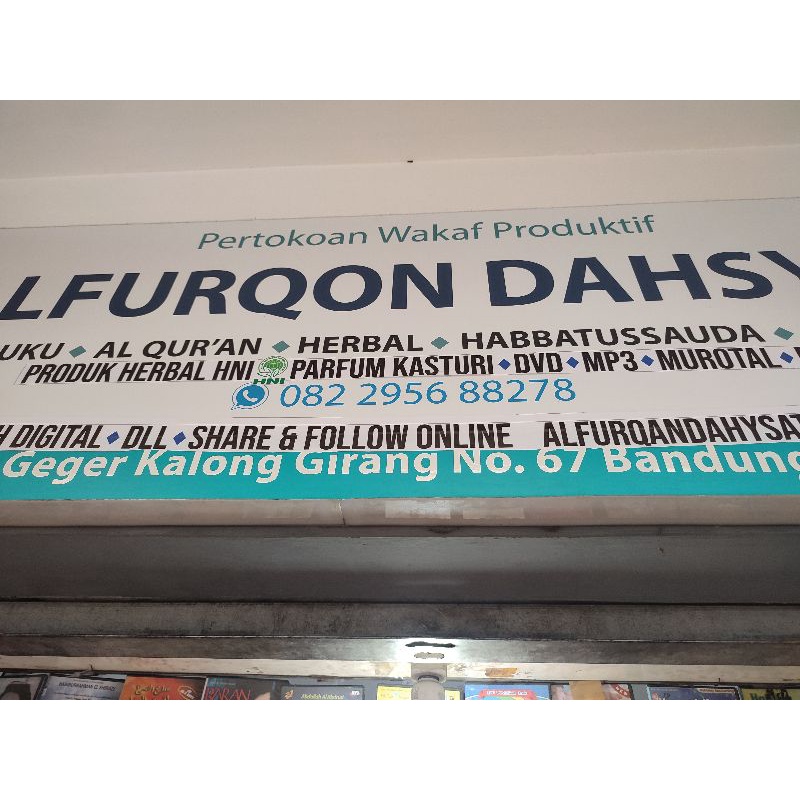 Pertokoan Wakaf Produktif
LFURQON DAHSY
UKU ◆ AL QUR'AN ◆ HERBAL ◆ HABBATUSSAUDA ◆
PRODUK HERBAL HNI HNI PARFUM KASTURI ◆ DVD ◆ MP3 ◆ MUROTAL ◆
082 2956 88278
H DIGITAL ◆ DLL ◆ SHARE & FOLLOW ONLINE ALFURQANDAHYSAT
Geger Kalong Girang No. 67 Bandung